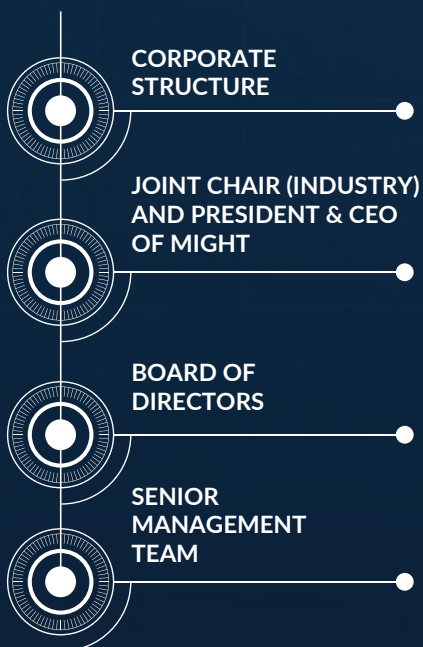 CORPORATE
STRUCTURE
JOINT CHAIR (INDUSTRY)
AND PRESIDENT & CEO
OF MIGHT
BOARD OF
DIRECTORS
SENIOR
MANAGEMENT
TEAM